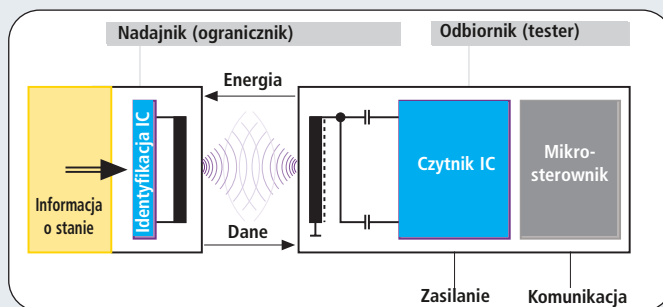 Nadajnik (ogranicznik)
Odbiornik (tester)
Energia
Identyfikacja IC
Czytnik IC
Mikro-
sterownik
Informacja
o stanie
Dane
Zasilanie
Komunikacja